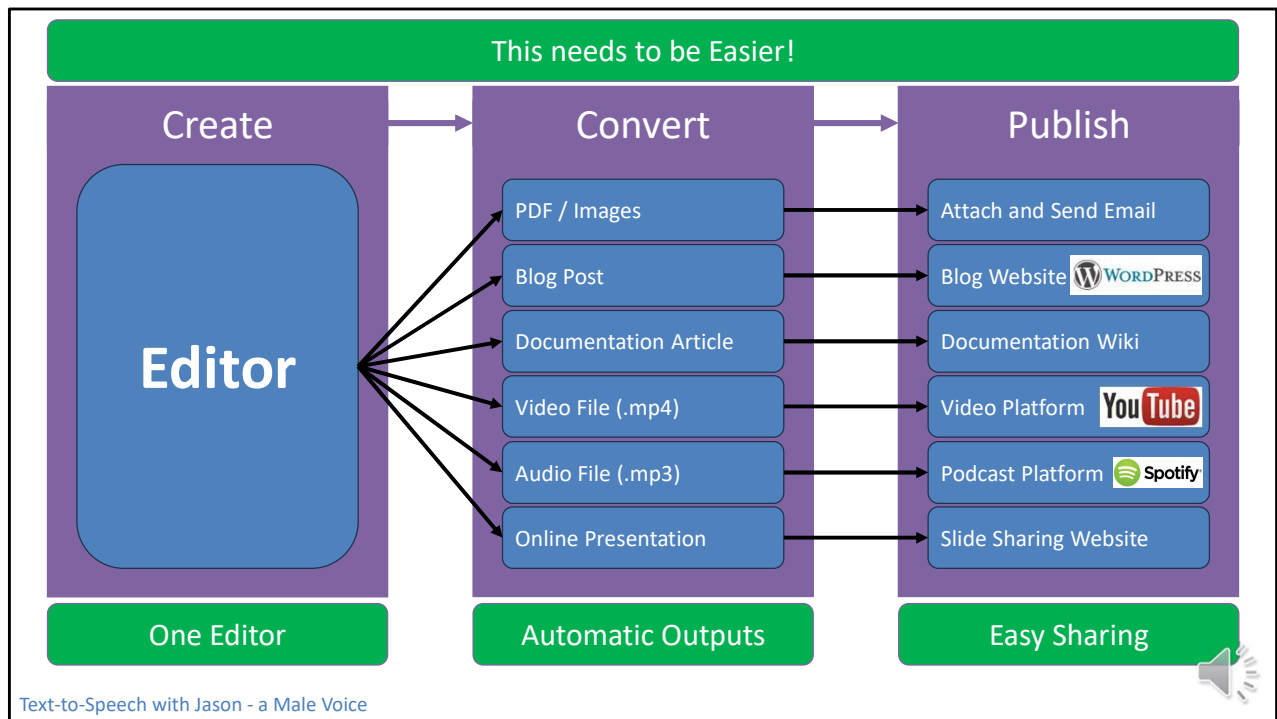 This needs to be Easier!
Create
Convert
Publish
Editor
PDF / Images
Blog Post
Documentation Article
Video File (.mp4)
Audio File (.mp3)
Online Presentation
Attach and Send Email
Blog Website WORDPRESS
Documentation Wiki
Video Platform YouTube
Podcast Platform Spotify
Slide Sharing Website
One Editor
Automatic Outputs
Easy Sharing
Text-to-Speech with Jason - a Male Voice